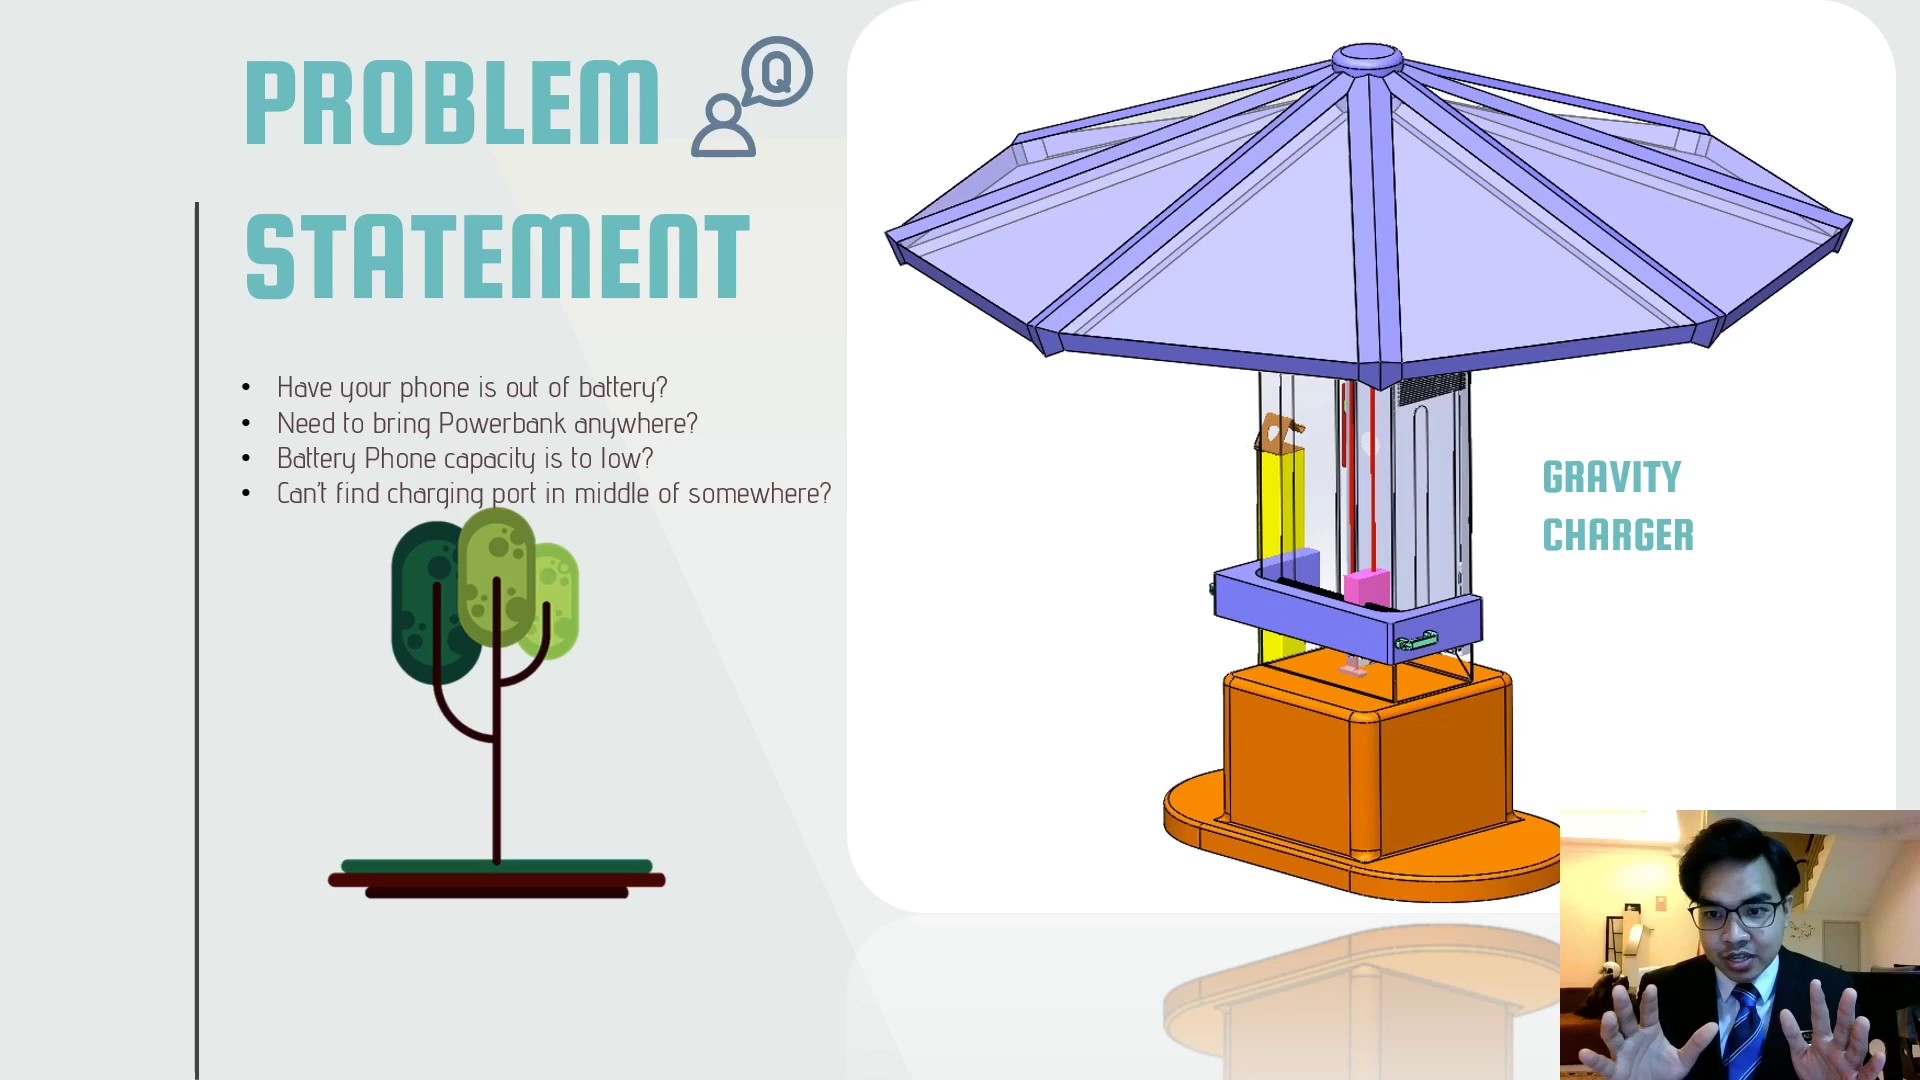 PROBLEM
Q
STATEMENT
• Have your phone is out of battery?
• Need to bring Powerbank anywhere?
• Battery Phone capacity is to low?
• Can't find charging port in middle of somewhere?
GRAVITY
CHARGER